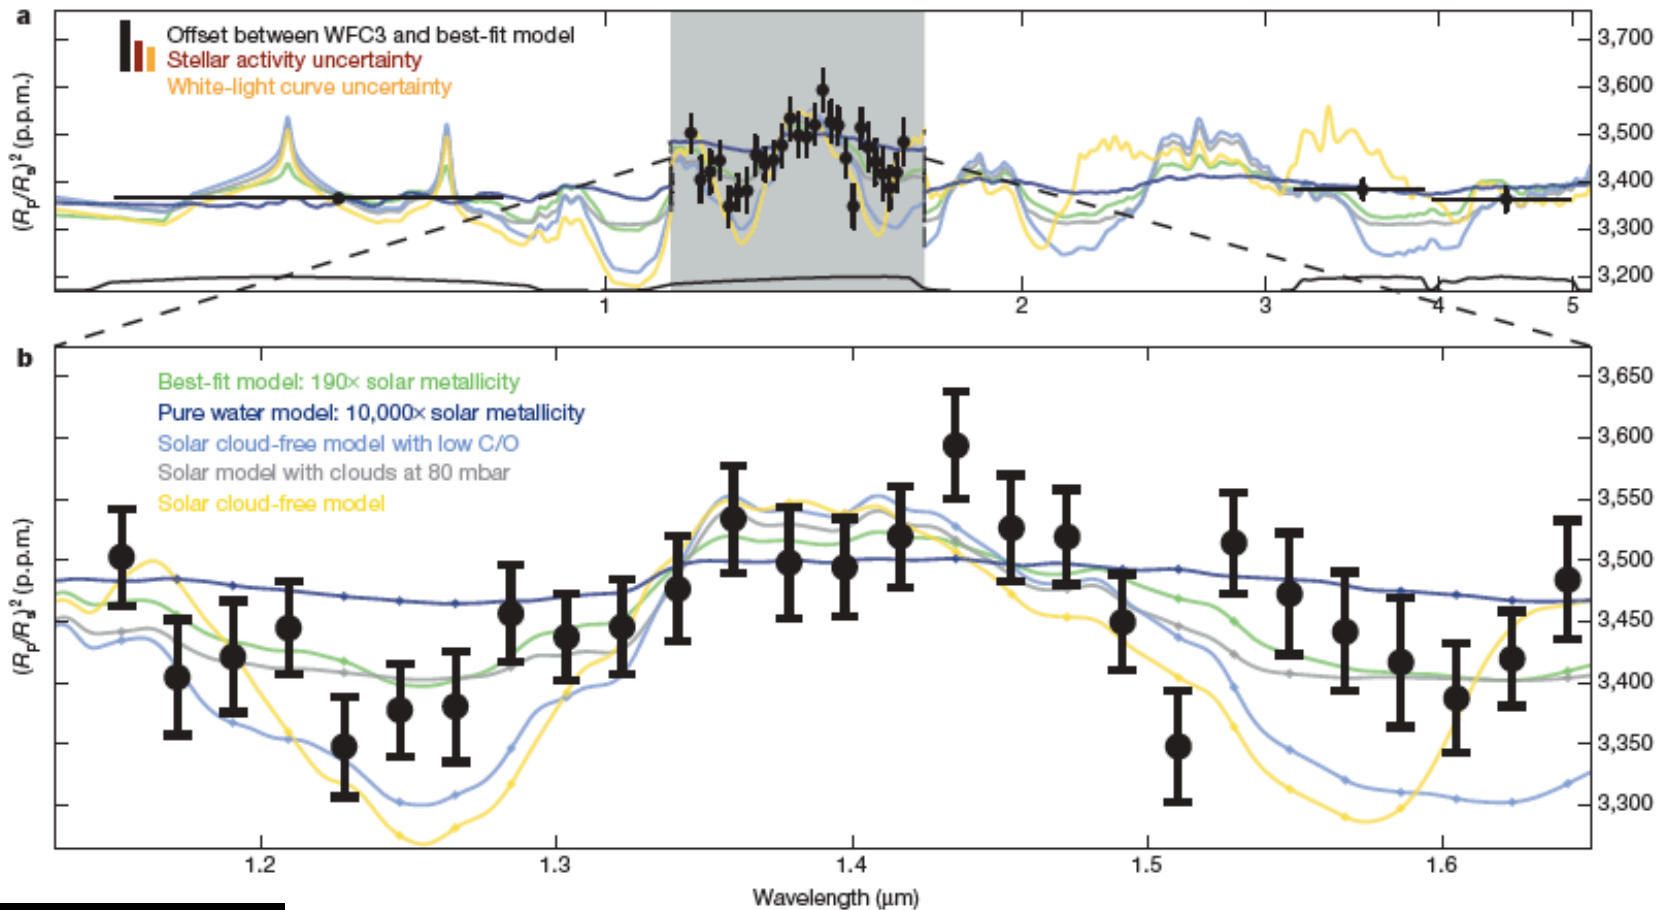 a
Offset between WFC3 and best-fit model
Stellar activity uncertainty
White-light curve uncertainty
(Rp/Rs)² (p.p.m.)
3,700
3,600
3,500
3,400
3,300
3,200
1 2 3 4 5
b
Best-fit model: 190× solar metallicity
Pure water model: 10,000× solar metallicity
Solar cloud-free model with low C/O
Solar model with clouds at 80 mbar
Solar cloud-free model
(Rp/Rs)² (p.p.m.)
3,650
3,600
3,550
3,500
3,450
3,400
3,350
3,300
1.2 1.3 1.4 1.5 1.6
Wavelength (μm)